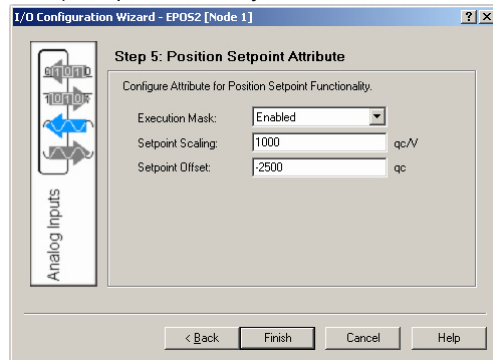 I/O Configuration Wizard - EPOS2 [Node 1]
Step 5: Position Setpoint Attribute
Configure Attribute for Position Setpoint Functionality.
Execution Mask: Enabled
Setpoint Scaling: 1000 qc/V
Setpoint Offset: -2500 qc
Analog Inputs
< Back Finish Cancel Help